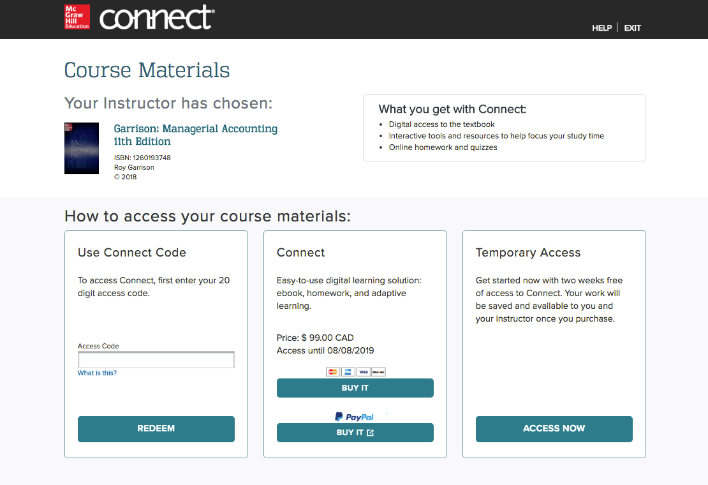 Mc
Graw
Hill
Education
connect®
HELP | EXIT
Course Materials
Your Instructor has chosen:
Garrison: Managerial Accounting
11th Edition
ISBN: 1260193748
Roy Garrison
© 2018
What you get with Connect:
• Digital access to the textbook
• Interactive tools and resources to help focus your study time
• Online homework and quizzes
How to access your course materials:
Use Connect Code
To access Connect, first enter your 20
digit access code.
Access Code
What is this?
REDEEM
Connect
Easy-to-use digital learning solution:
ebook, homework, and adaptive
learning.
Price: $ 99.00 CAD
Access until 08/08/2019
VISA
BUY IT
PayPal
BUY IT
Temporary Access
Get started now with two weeks free
of access to Connect. Your work will
be saved and available to you and
your Instructor once you purchase.
ACCESS NOW